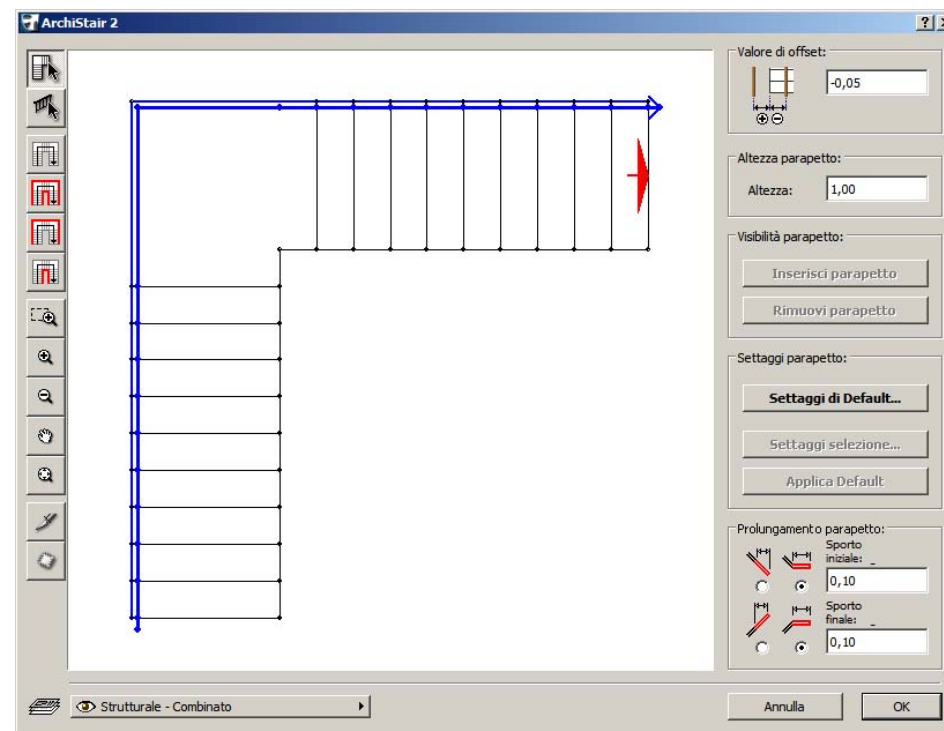 ArchiStair 2
Valore di offset:
-0,05
Altezza parapetto:
Altezza:
1,00
Visibilità parapetto:
Inserisci parapetto
Rimuovi parapetto
Settaggi parapetto:
Settaggi di Default...
Settaggi selezione...
Applica Default
Prolungamento parapetto:
Sporto
iniziale: _
0,10
Sporto
finale: _
0,10
Strutturale - Combinato
Annulla
OK